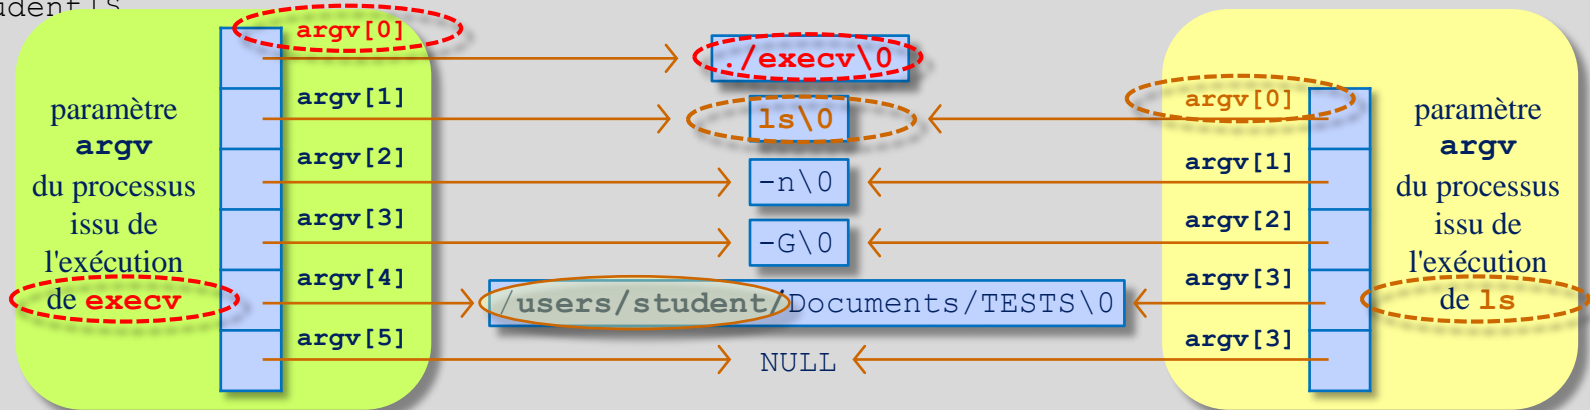 argv[0]
./execv\0
argv[1]
ls\0
argv[0]
paramètre
argv
du processus
issu de
l'exécution
de execv
argv[2]
-n\0
argv[1]
argv[3]
-G\0
argv[2]
argv[4]
/users/student/Documents/TESTS\0
argv[3]
argv[5]
NULL
argv[3]
paramètre
argv
du processus
issu de
l'exécution
de ls